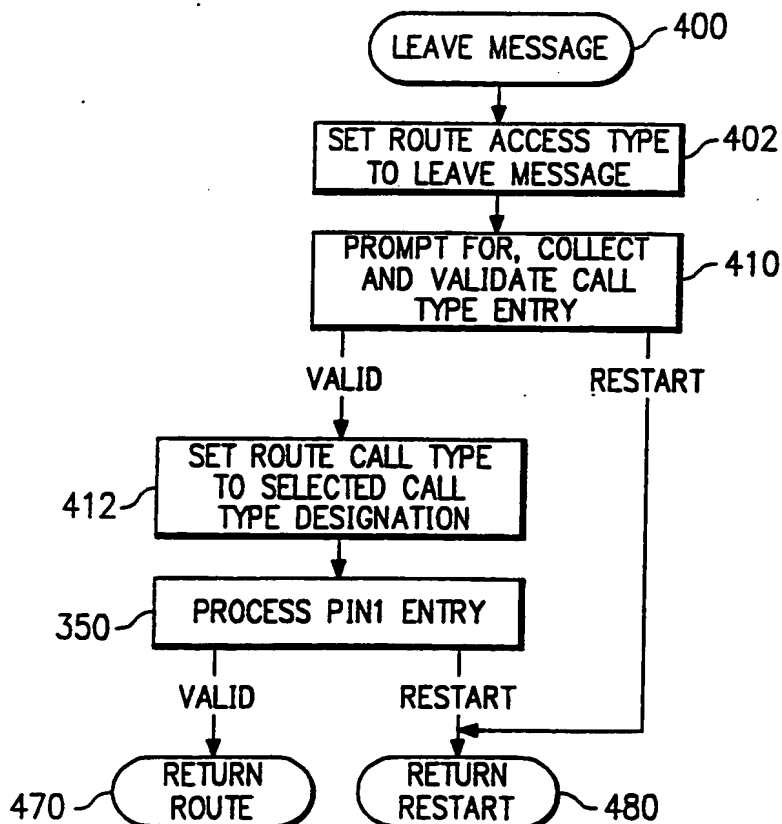 LEAVE MESSAGE
400
SET ROUTE ACCESS TYPE
TO LEAVE MESSAGE
402
PROMPT FOR, COLLECT
AND VALIDATE CALL
TYPE ENTRY
410
VALID
RESTART
SET ROUTE CALL TYPE
TO SELECTED CALL
TYPE DESIGNATION
412
PROCESS PIN1 ENTRY
350
VALID
RESTART
RETURN
ROUTE
470
RETURN
RESTART
480